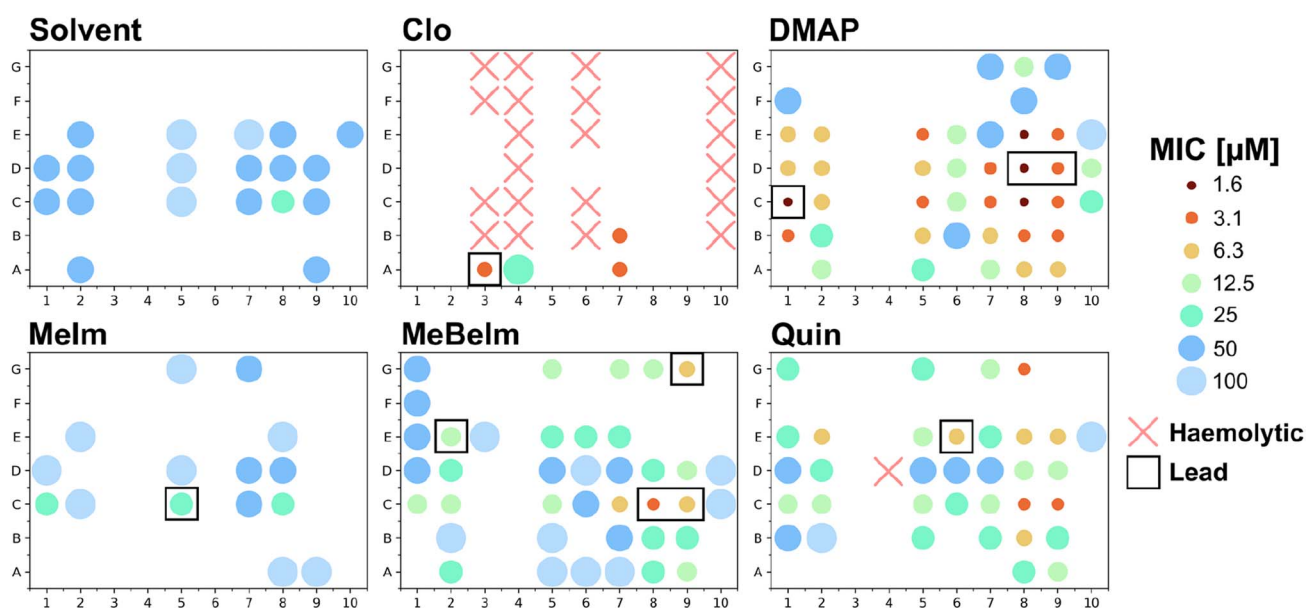 Solvent
G
F
E
D
C
B
A
1 2 3 4 5 6 7 8 9 10
Clo
G
F
E
D
C
B
A
1 2 3 4 5 6 7 8 9 10
DMAP
G
F
E
D
C
B
A
1 2 3 4 5 6 7 8 9 10
MeIm
G
F
E
D
C
B
A
1 2 3 4 5 6 7 8 9 10
MeBeIm
G
F
E
D
C
B
A
1 2 3 4 5 6 7 8 9 10
Quin
G
F
E
D
C
B
A
1 2 3 4 5 6 7 8 9 10
MIC [µM]
1.6
3.1
6.3
12.5
25
50
100
Haemolytic
Lead